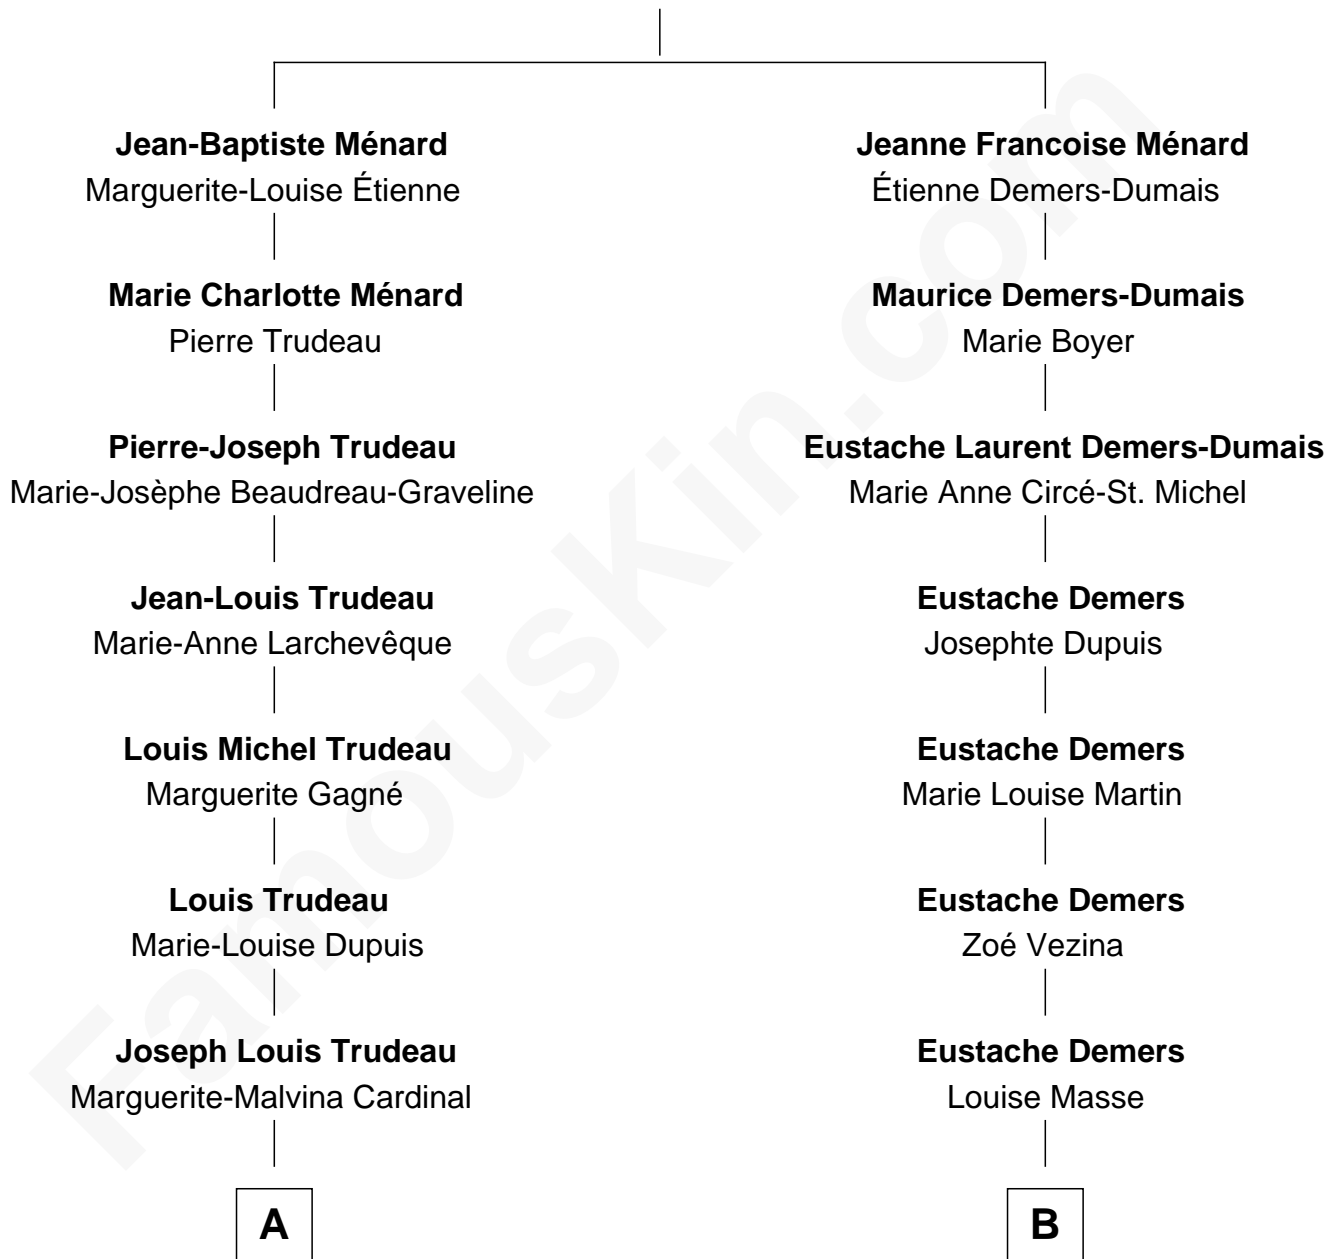 Jean-Baptiste Ménard
Marguerite-Louise Étienne
Marie Charlotte Ménard
Pierre Trudeau
Pierre-Joseph Trudeau
Marie-Josèphe Beaudreau-Graveline
Jean-Louis Trudeau
Marie-Anne Larchevêque
Louis Michel Trudeau
Marguerite Gagné
Louis Trudeau
Marie-Louise Dupuis
Joseph Louis Trudeau
Marguerite-Malvina Cardinal
A
Jeanne Francoise Ménard
Étienne Demers-Dumais
Maurice Demers-Dumais
Marie Boyer
Eustache Laurent Demers-Dumais
Marie Anne Circé-St. Michel
Eustache Demers
Josephte Dupuis
Eustache Demers
Marie Louise Martin
Eustache Demers
Zoé Vezina
Eustache Demers
Louise Masse
B
FamousKin.com